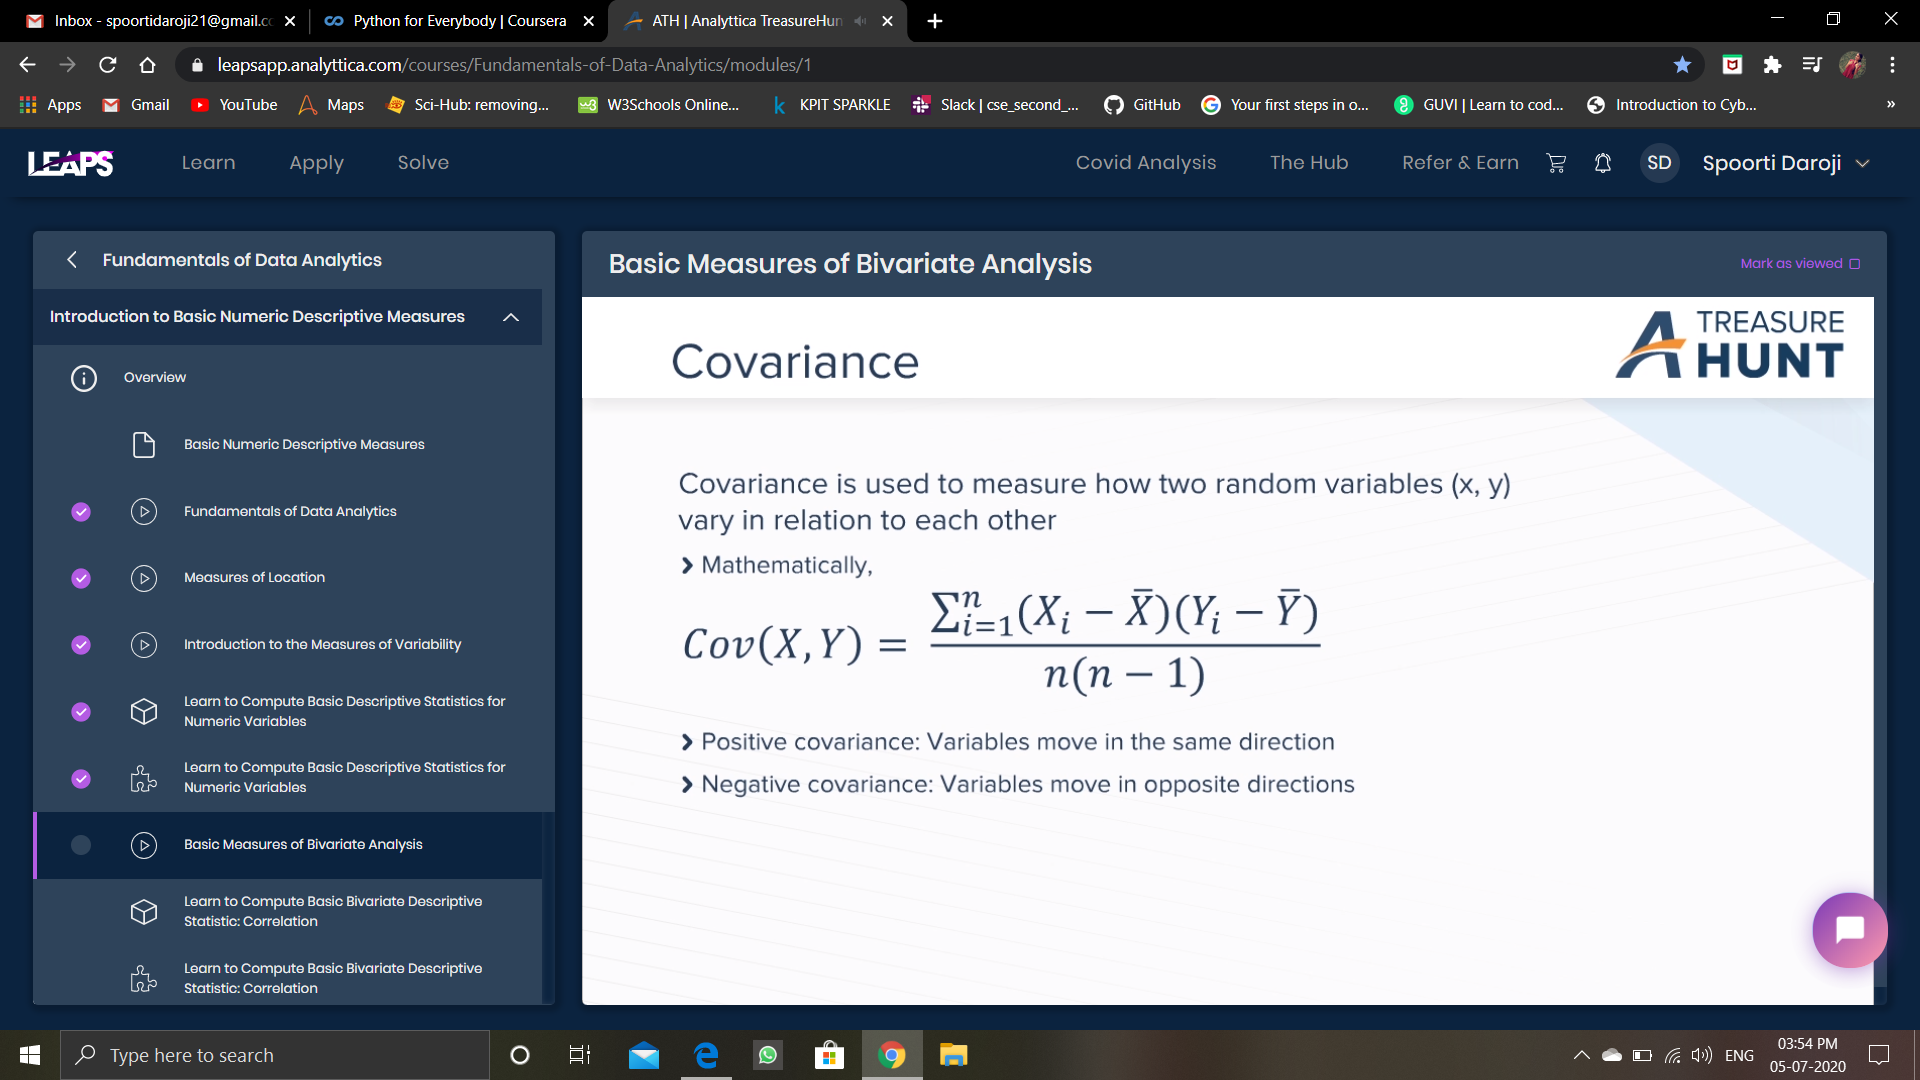 Inbox - spoortidaroji21@gmail.c
Python for Everybody | Coursera
ATH | Analyttica TreasureHun
leapsapp.analyttica.com/courses/Fundamentals-of-Data-Analytics/modules/1
Apps
Gmail
YouTube
Maps
Sci-Hub: removing...
W3Schools Online...
KPIT SPARKLE
Slack | cse_second_...
GitHub
Your first steps in o...
GUVI | Learn to cod...
Introduction to Cyb...
»
LEAPS
Learn
Apply
Solve
Covid Analysis
The Hub
Refer & Earn
SD
Spoorti Daroji
Fundamentals of Data Analytics
Introduction to Basic Numeric Descriptive Measures
Overview
Basic Numeric Descriptive Measures
Fundamentals of Data Analytics
Measures of Location
Introduction to the Measures of Variability
Learn to Compute Basic Descriptive Statistics for
Numeric Variables
Learn to Compute Basic Descriptive Statistics for
Numeric Variables
Basic Measures of Bivariate Analysis
Learn to Compute Basic Bivariate Descriptive
Statistic: Correlation
Learn to Compute Basic Bivariate Descriptive
Statistic: Correlation
Basic Measures of Bivariate Analysis
Mark as viewed
Covariance
A TREASURE
HUNT
Covariance is used to measure how two random variables (x, y)
vary in relation to each other
Mathematically,
Cov(X, Y) = ∑ⁿᵢ₌₁(Xᵢ − X̄)(Yᵢ − Ȳ) / n(n − 1)
Positive covariance: Variables move in the same direction
Negative covariance: Variables move in opposite directions
Type here to search
ENG
03:54 PM
05-07-2020